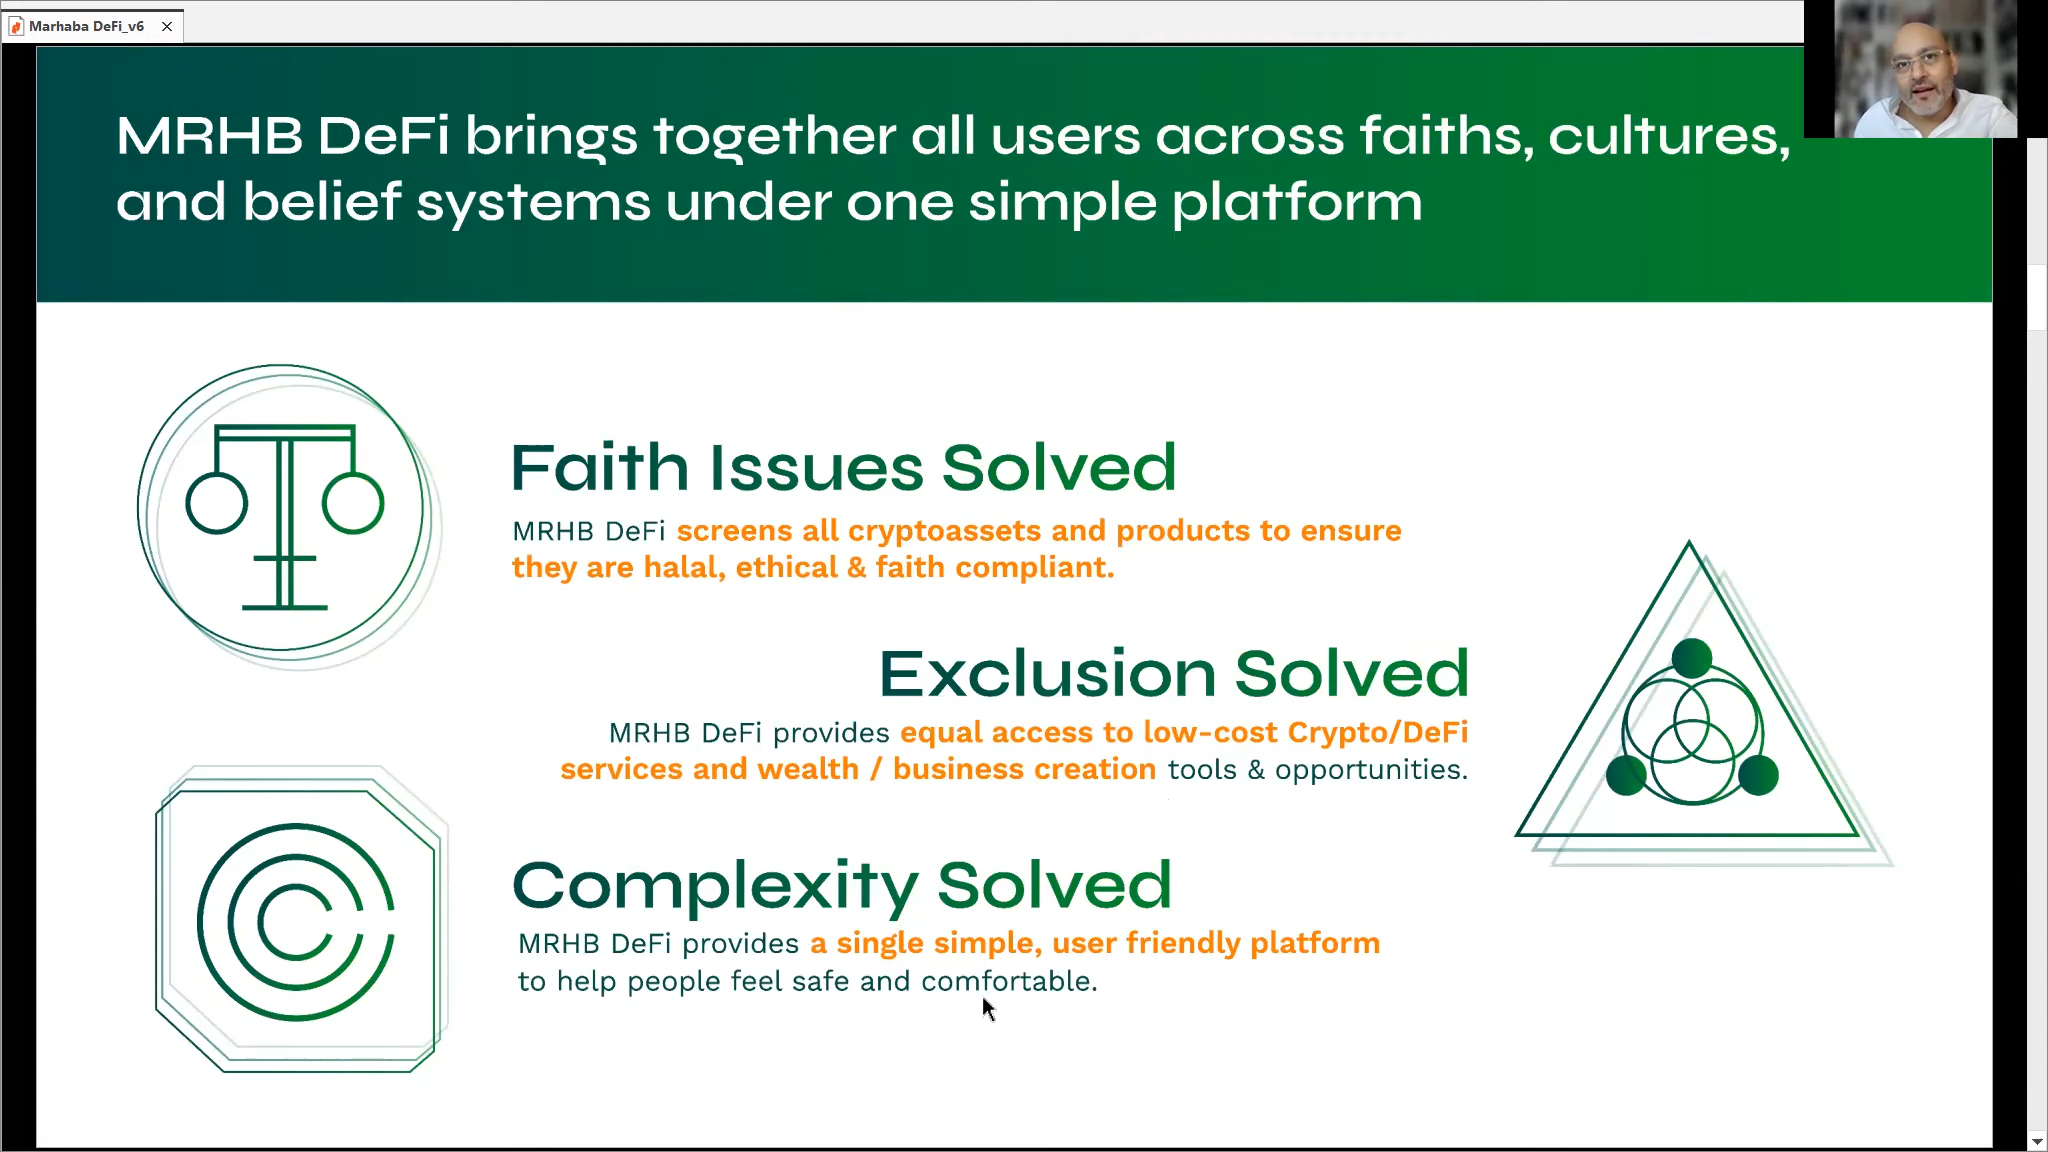 Marhaba DeFi_v6
MRHB DeFi brings together all users across faiths, cultures,
and belief systems under one simple platform
Faith Issues Solved
MRHB DeFi screens all cryptoassets and products to ensure
they are halal, ethical & faith compliant.
Exclusion Solved
MRHB DeFi provides equal access to low-cost Crypto/DeFi
services and wealth / business creation tools & opportunities.
Complexity Solved
MRHB DeFi provides a single simple, user friendly platform
to help people feel safe and comfortable.